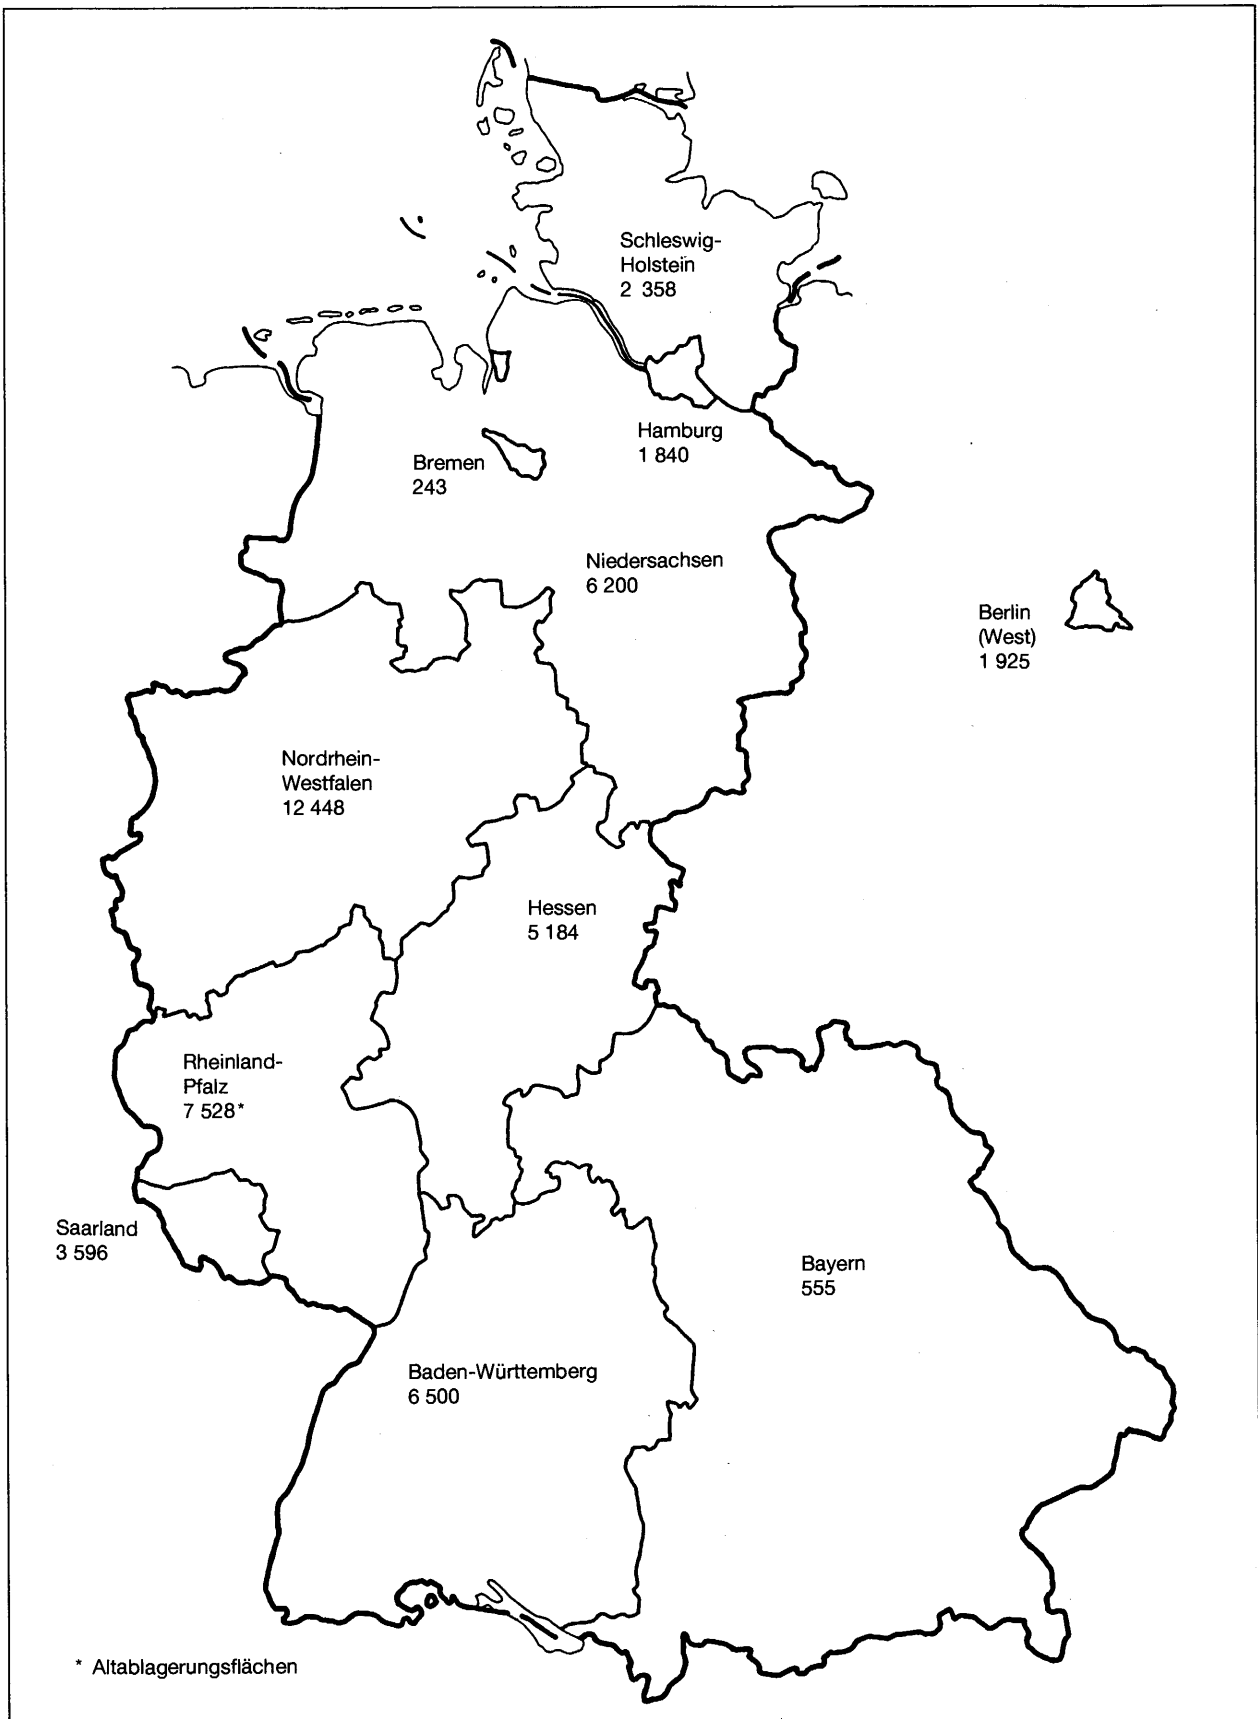 Schleswig-
Holstein
2 358
Hamburg
1 840
Bremen
243
Niedersachsen
6 200
Berlin
(West)
1 925
Nordrhein-
Westfalen
12 448
Hessen
5 184
Rheinland-
Pfalz
7 528*
Saarland
3 596
Bayern
555
Baden-Württemberg
6 500
* Altablagerungsflächen